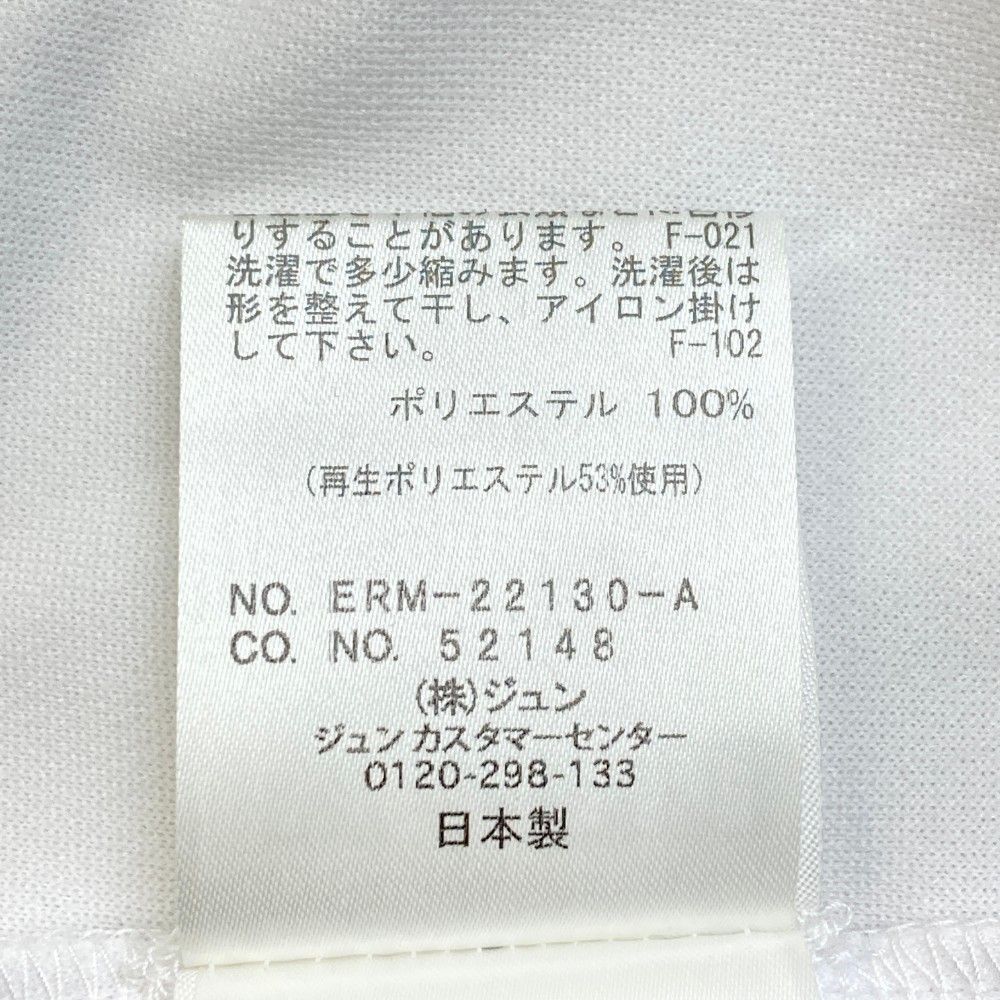 りすることがあります。 F-021
洗濯で多少縮みます。洗濯後は
形を整えて干し、アイロン掛け
して下さい。 F-102
ポリエステル 100%
(再生ポリエステル53%使用)
NO. ERM-22130-A
CO. NO. 52148
(株)ジュン
ジュンカスタマーセンター
0120-298-133
日本製